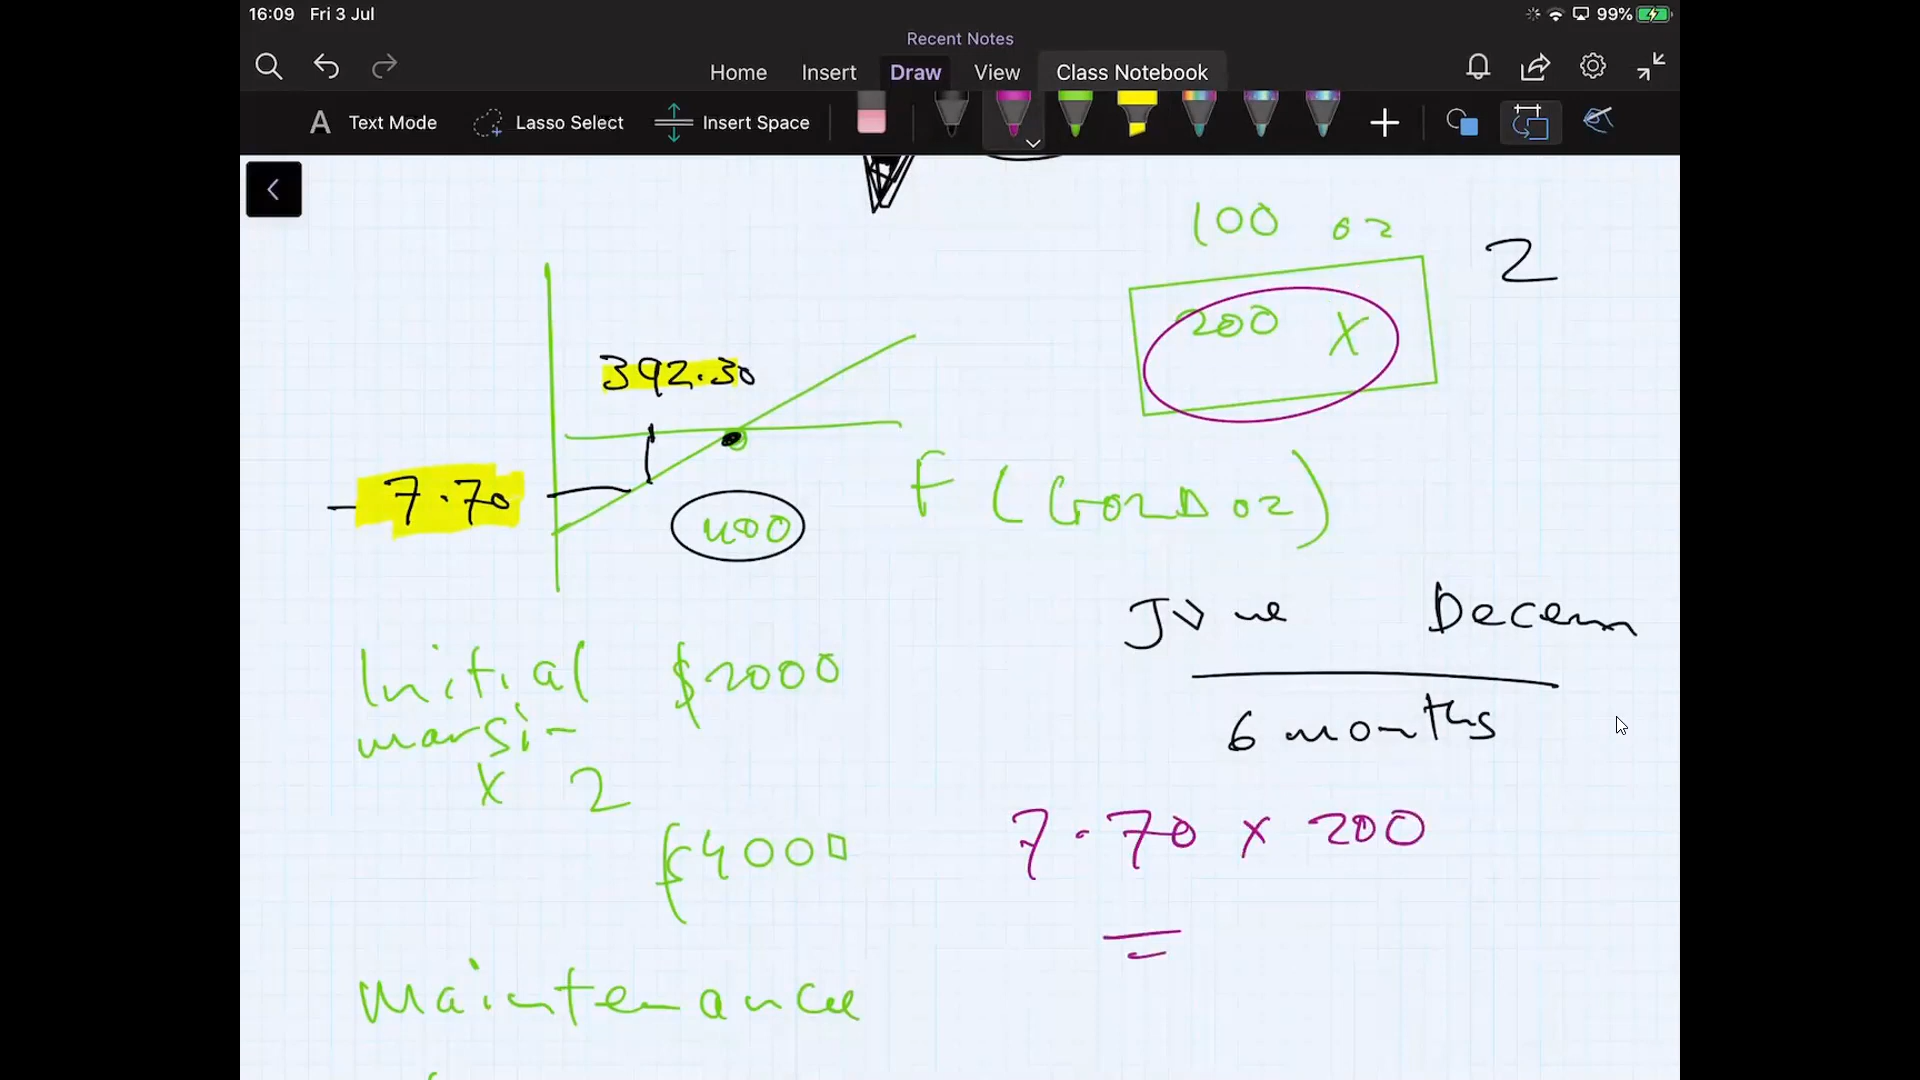 16:09 Fri 3 Jul
99%
Recent Notes
Home Insert Draw View Class Notebook
Text Mode Lasso Select Insert Space
100 oz
2
200 X
392.30
- 7.70
400
F (GOLD oz)
June Decem
6 months
Initial $2000
margin
x 2
$4000
7.70 x 200
=
Maintenance